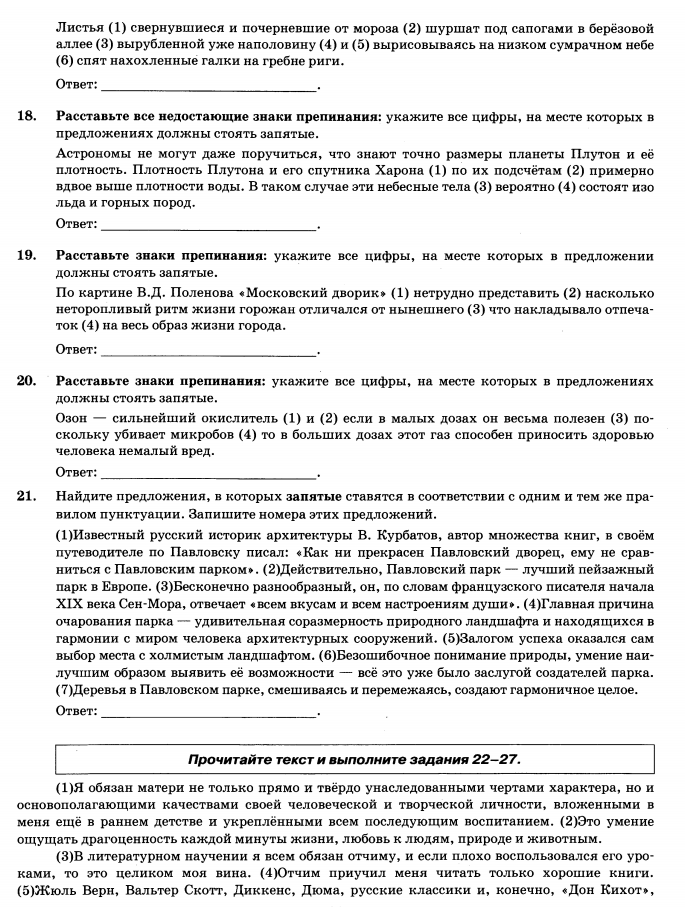 Листья (1) свернувшиеся и почерневшие от мороза (2) шуршат под сапогами в берёзовой
аллее (3) вырубленной уже наполовину (4) и (5) вырисовываясь на низком сумрачном небе
(6) спят нахохленные галки на гребне риги.
Ответ: ______________________________.
18. Расставьте все недостающие знаки препинания: укажите все цифры, на месте которых в
предложениях должны стоять запятые.
Астрономы не могут даже поручиться, что знают точно размеры планеты Плутон и её
плотность. Плотность Плутона и его спутника Харона (1) по их подсчётам (2) примерно
вдвое выше плотности воды. В таком случае эти небесные тела (3) вероятно (4) состоят изо
льда и горных пород.
Ответ: ______________________________.
19. Расставьте знаки препинания: укажите все цифры, на месте которых в предложении
должны стоять запятые.
По картине В.Д. Поленова «Московский дворик» (1) нетрудно представить (2) насколько
неторопливый ритм жизни горожан отличался от нынешнего (3) что накладывало отпеча-
ток (4) на весь образ жизни города.
Ответ: ______________________________.
20. Расставьте знаки препинания: укажите все цифры, на месте которых в предложениях
должны стоять запятые.
Озон — сильнейший окислитель (1) и (2) если в малых дозах он весьма полезен (3) по-
скольку убивает микробов (4) то в больших дозах этот газ способен приносить здоровью
человека немалый вред.
Ответ: ______________________________.
21. Найдите предложения, в которых запятые ставятся в соответствии с одним и тем же пра-
вилом пунктуации. Запишите номера этих предложений.
(1)Известный русский историк архитектуры В. Курбатов, автор множества книг, в своём
путеводителе по Павловску писал: «Как ни прекрасен Павловский дворец, ему не срав-
ниться с Павловским парком». (2)Действительно, Павловский парк — лучший пейзажный
парк в Европе. (3)Бесконечно разнообразный, он, по словам французского писателя начала
XIX века Сен-Мора, отвечает «всем вкусам и всем настроениям души». (4)Главная причина
очарования парка — удивительная соразмерность природного ландшафта и находящихся в
гармонии с миром человека архитектурных сооружений. (5)Залогом успеха оказался сам
выбор места с холмистым ландшафтом. (6)Безошибочное понимание природы, умение наи-
лучшим образом выявить её возможности — всё это уже было заслугой создателей парка.
(7)Деревья в Павловском парке, смешиваясь и перемежаясь, создают гармоничное целое.
Ответ: ______________________________.
Прочитайте текст и выполните задания 22–27.
(1)Я обязан матери не только прямо и твёрдо унаследованными чертами характера, но и
основополагающими качествами своей человеческой и творческой личности, вложенными в
меня ещё в раннем детстве и укреплёнными всем последующим воспитанием. (2)Это умение
ощущать драгоценность каждой минуты жизни, любовь к людям, природе и животным.
(3)В литературном научении я всем обязан отчиму, и если плохо воспользовался его уро-
ками, то это целиком моя вина. (4)Отчим приучил меня читать только хорошие книги.
(5)Жюль Верн, Вальтер Скотт, Диккенс, Дюма, русские классики и, конечно, «Дон Кихот»,